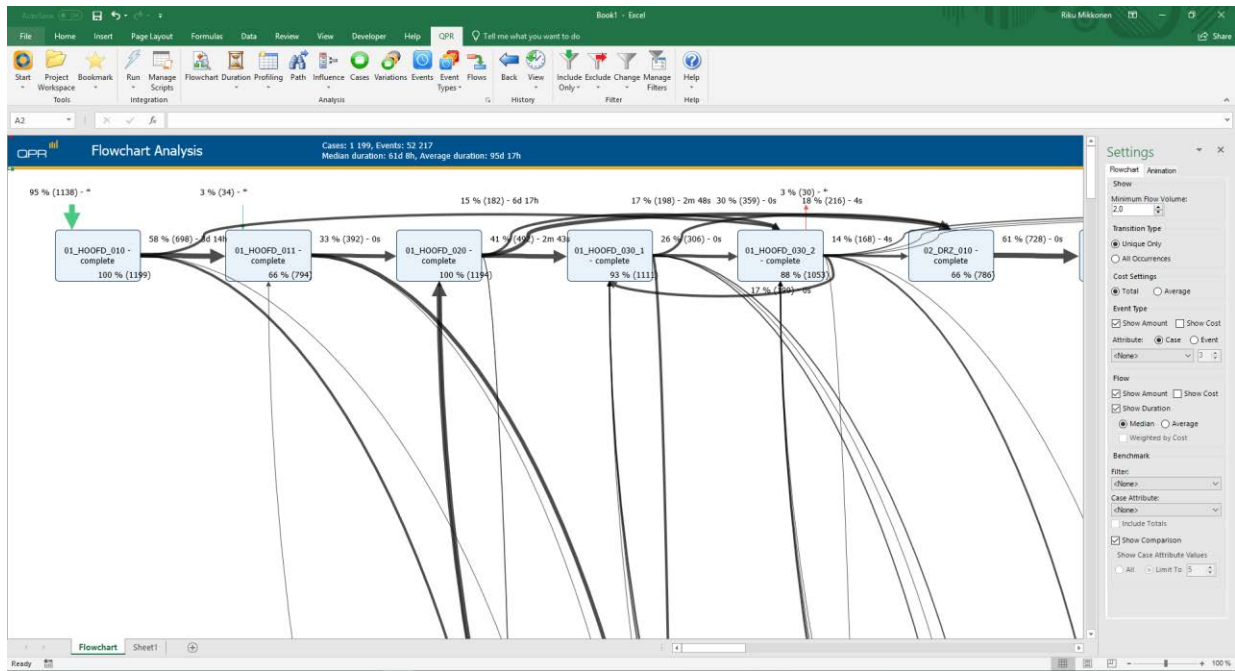 AutoSave Off
Book1 - Excel
Riku Mikkonen
File Home Insert Page Layout Formulas Data Review View Developer Help QPR Tell me what you want to do
Share
Start Project Workspace Bookmark Run Manage Scripts Flowchart Duration Profiling Path Influence Cases Variations Events Event Types Flows Back View Include Only Exclude Change Manage Filters Help
Tools Integration Analysis History Filter Help
A2 fx
QPR Flowchart Analysis
Cases: 1 199, Events: 52 217
Median duration: 61d 8h, Average duration: 95d 17h
95 % (1138) - *
3 % (34) - *
3 % (30) - *
15 % (182) - 6d 17h
17 % (198) - 2m 48s
30 % (359) - 0s
18 % (216) - 4s
58 % (698) - 14h
33 % (392) - 0s
41 % - 2m 43s
26 % (306) - 0s
14 % (168) - 4s
61 % (728) - 0s
01_HOOFD_010 -
complete
100 % (1199)
01_HOOFD_011 -
complete
66 % (794)
01_HOOFD_020 -
complete
100 % (1194)
01_HOOFD_030_1
- complete
93 % (1111)
01_HOOFD_030_2
- complete
88 % (1053)
02_DRZ_010 -
complete
66 % (786)
17 % - 0s
Settings
Flowchart Animation
Show
Minimum Flow Volume:
2.0
Transition Type
Unique Only
All Occurrences
Cost Settings
Total Average
Event Type
Show Amount Show Cost
Attribute: Case Event
<None> 3
Flow
Show Amount Show Cost
Show Duration
Median Average
Weighted by Cost
Benchmark
Filter:
<None>
Case Attribute:
<None>
Include Totals
Show Comparison
Show Case Attribute Values
All Limit To 5
Flowchart Sheet1
Ready
100 %